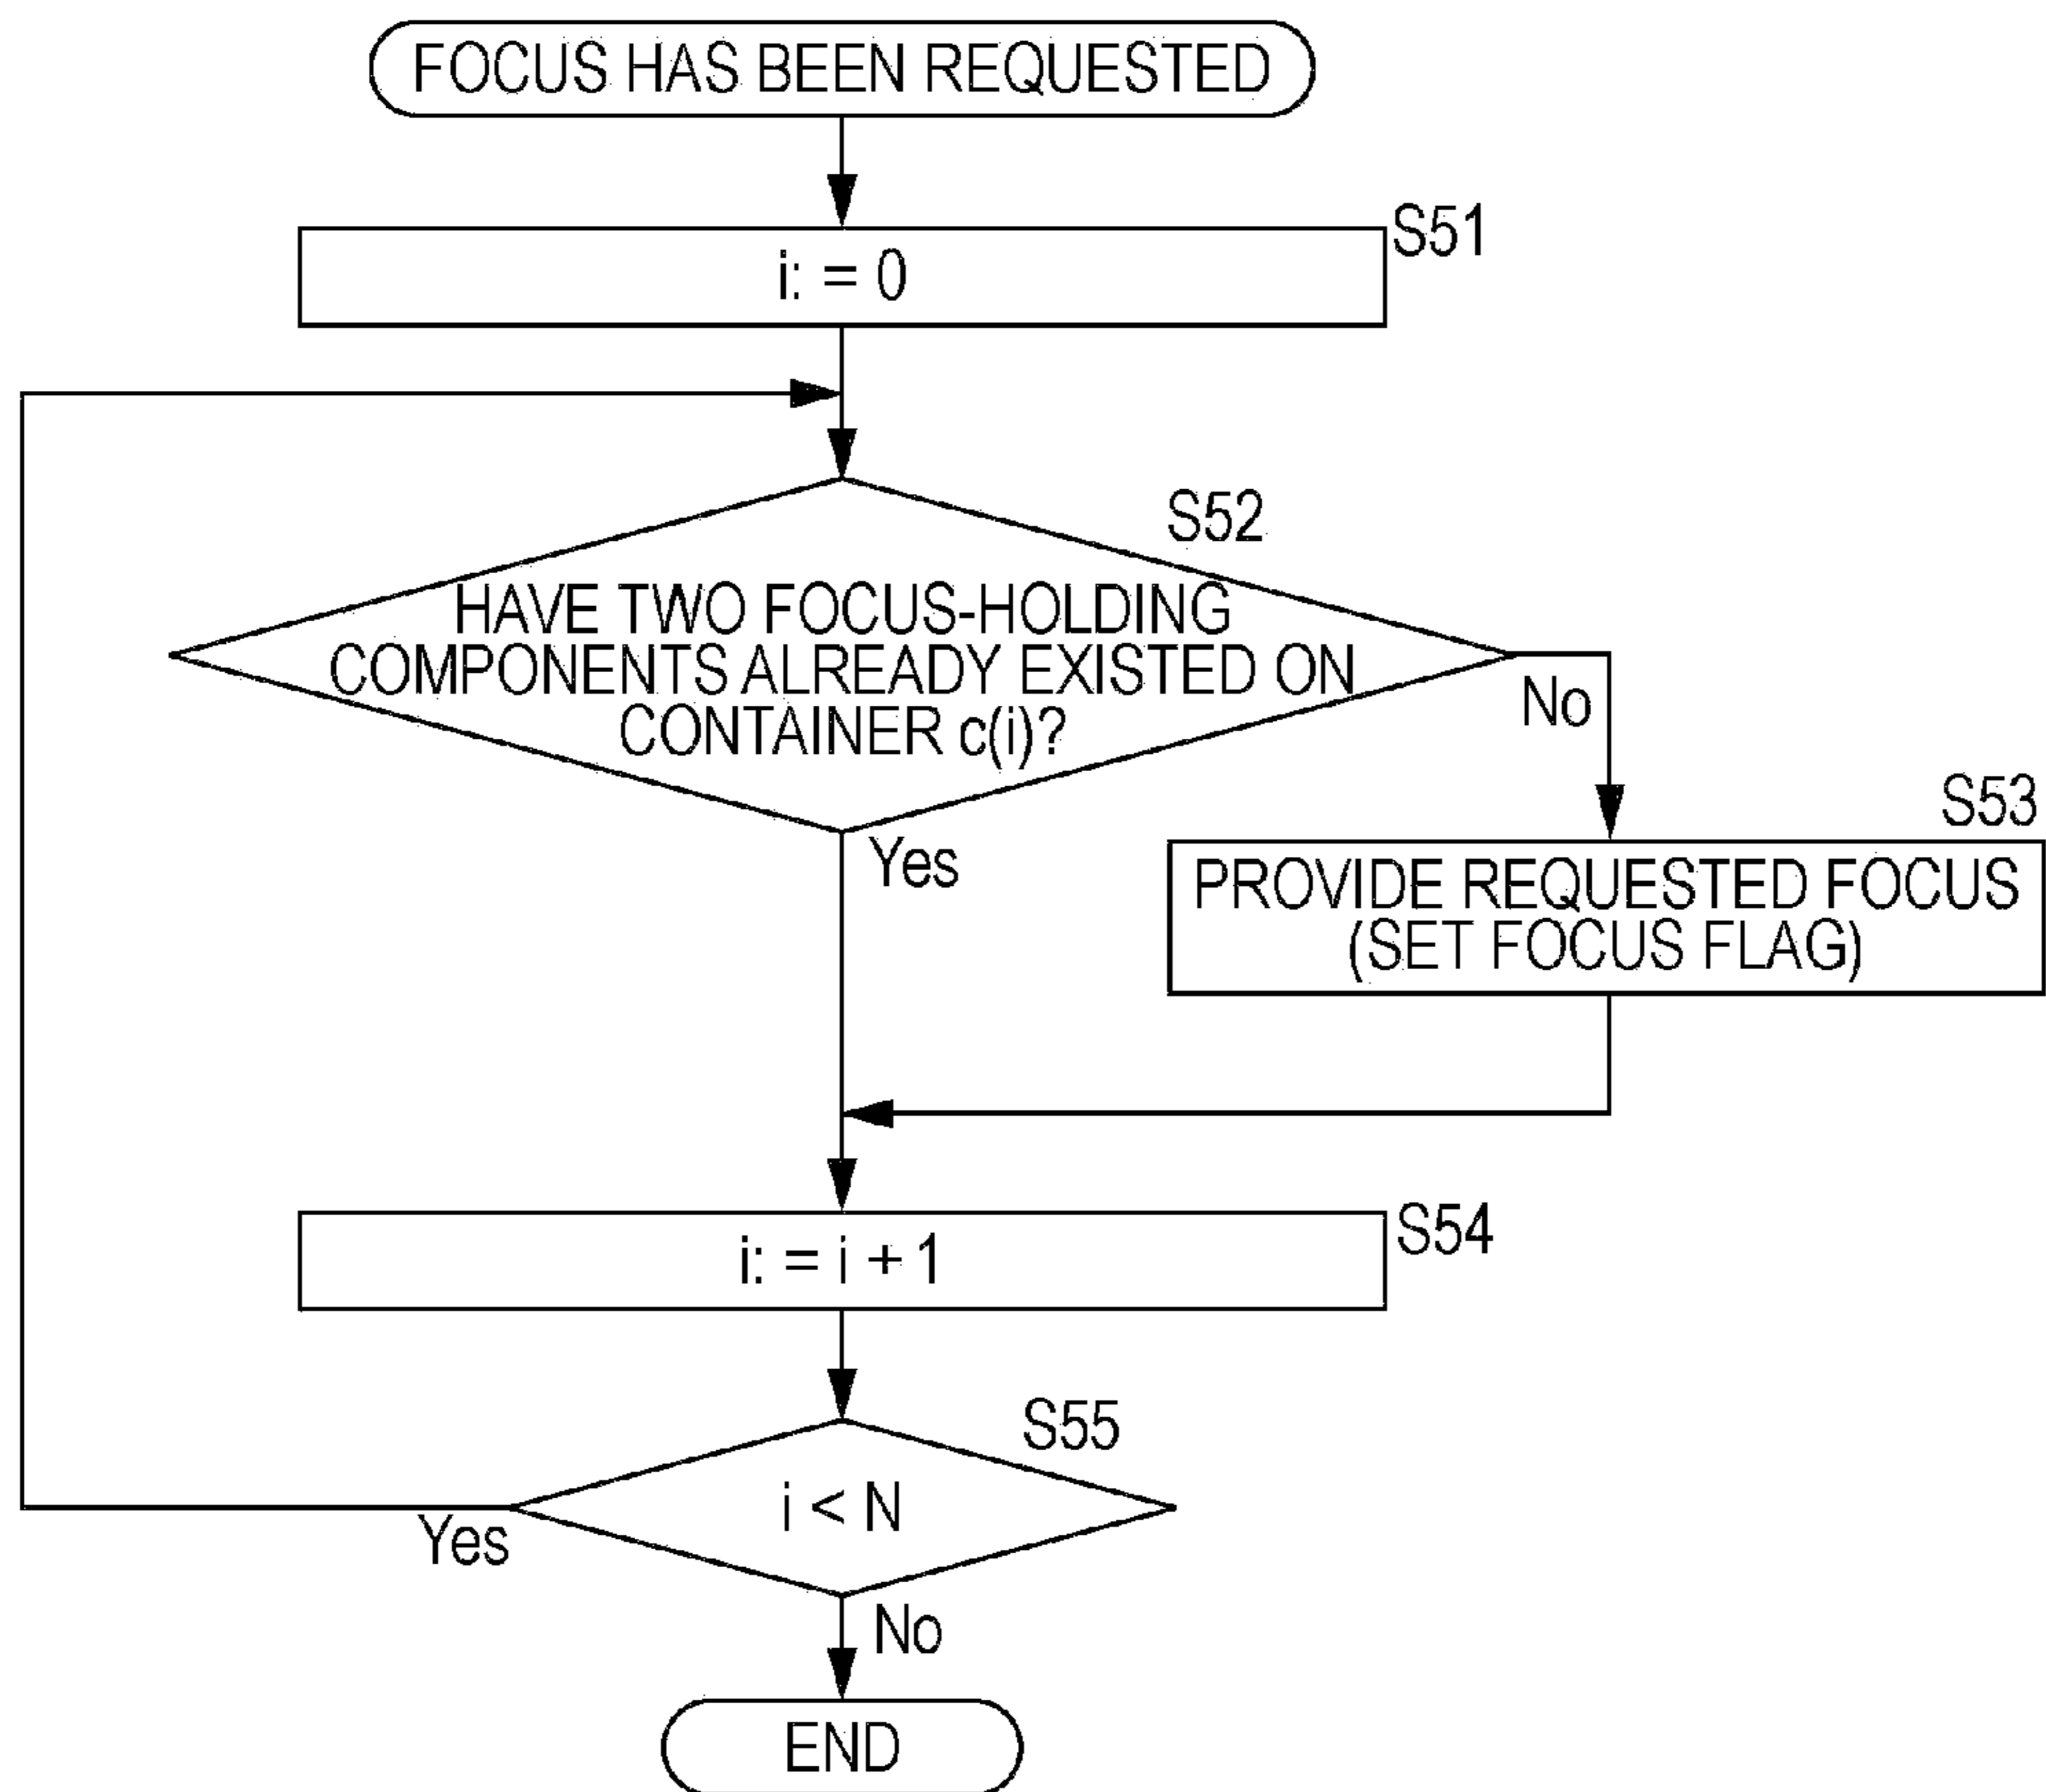 FOCUS HAS BEEN REQUESTED
S51
i: = 0
S52
HAVE TWO FOCUS-HOLDING
COMPONENTS ALREADY EXISTED ON
CONTAINER c(i)?
No
Yes
S53
PROVIDE REQUESTED FOCUS
(SET FOCUS FLAG)
S54
i: = i + 1
S55
i < N
Yes
No
END